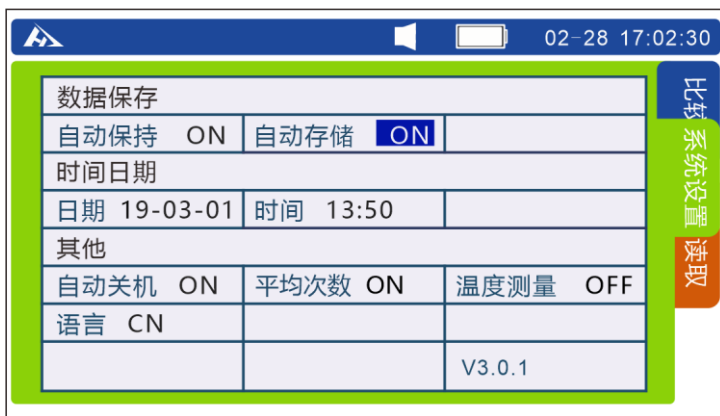 02-28 17:02:30
数据保存
自动保持 ON 自动存储 ON
时间日期
日期 19-03-01 时间 13:50
其他
自动关机 ON 平均次数 ON 温度测量 OFF
语言 CN
V3.0.1
比较
系统设置
读取